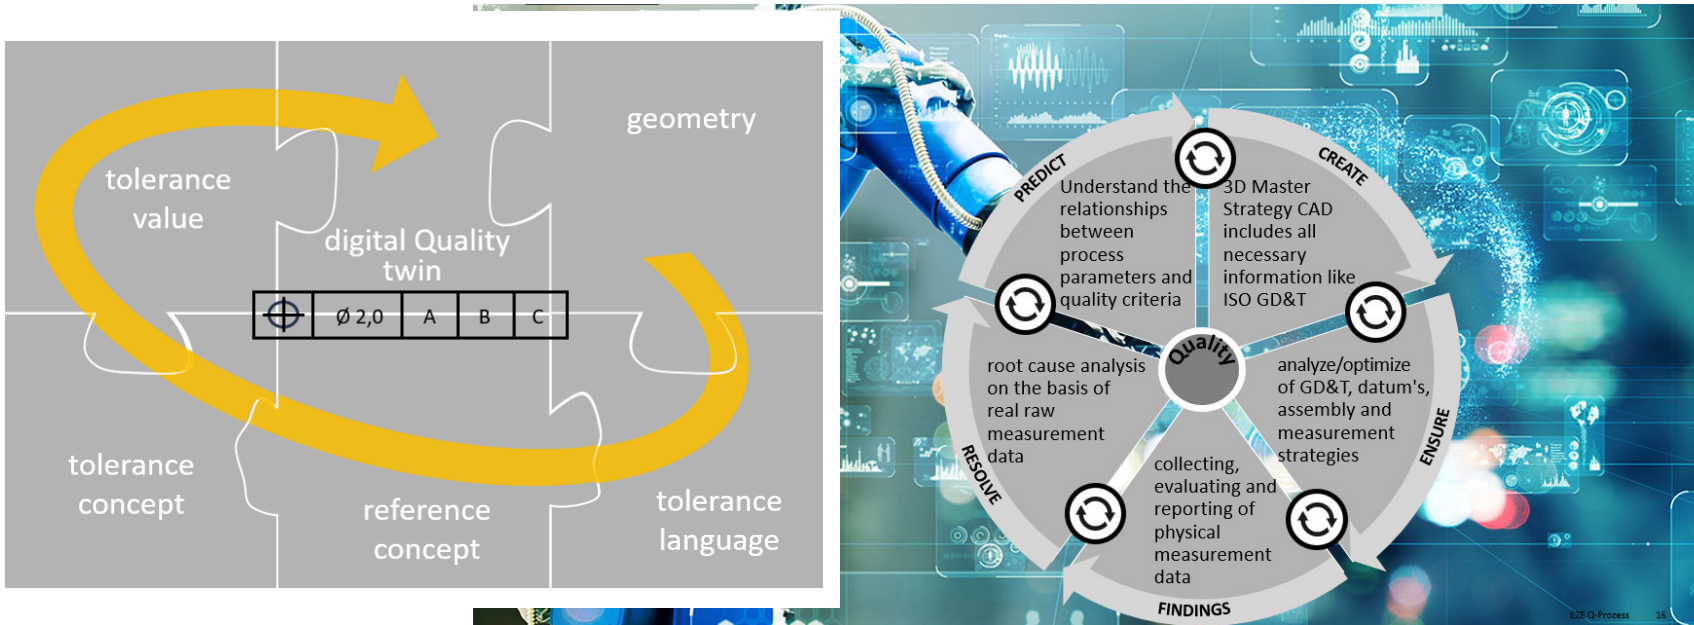 geometry
tolerance
value
digital Quality
twin
Ø 2,0 A B C
tolerance
concept
reference
concept
tolerance
language
PREDICT
Understand the
relationships
between
process
parameters and
quality criteria
CREATE
3D Master
Strategy CAD
includes all
necessary
information like
ISO GD&T
Quality
root cause analysis
on the basis of
real raw
measurement
data
RESOLVE
analyze/optimize
of GD&T, datum's,
assembly and
measurement
strategies
ENSURE
collecting,
evaluating and
reporting of
physical
measurement
data
FINDINGS
E2E Q-Prozess 16